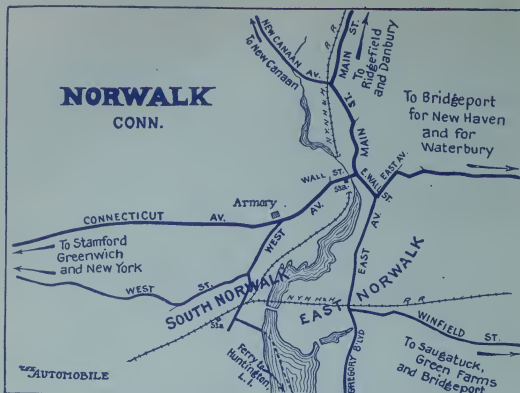 NORWALK
CONN.
NEW CANAAN AV.
To New Canaan
N.Y.N.H.&H. R R
MAIN ST.
To
Ridgefield
and Danbury
MAIN ST.
To Bridgeport
for New Haven
and for
Waterbury
WALL ST.
Sta
E. WALL ST.
EAST AV.
Armory
CONNECTICUT AV.
WEST AV.
EAST AV.
To Stamford
Greenwich
and New York
WEST ST.
SOUTH NORWALK
Sta
EAST NORWALK
N.Y.N.H.&H. R R
WINFIELD ST.
Ferry to
Huntington,
L. I.
GREGORY B'LVD
To Saugatuck,
Green Farms
and Bridgeport
THE AUTOMOBILE